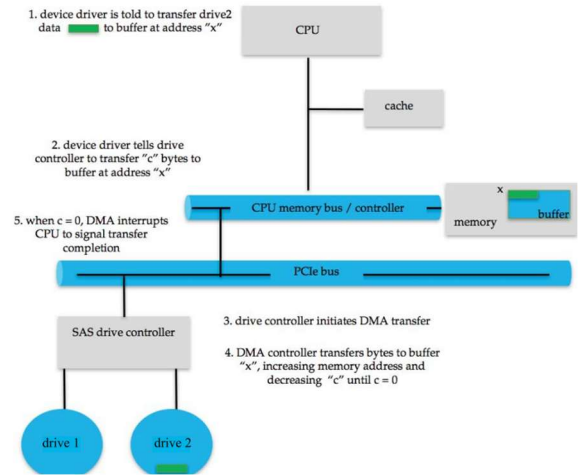 1. device driver is told to transfer drive2
data to buffer at address “x”
CPU
cache
2. device driver tells drive
controller to transfer “c” bytes to
buffer at address “x”
CPU memory bus / controller
x
buffer
memory
5. when c = 0, DMA interrupts
CPU to signal transfer
completion
PCIe bus
SAS drive controller
3. drive controller initiates DMA transfer
4. DMA controller transfers bytes to buffer
“x”, increasing memory address and
decreasing “c” until c = 0
drive 1
drive 2